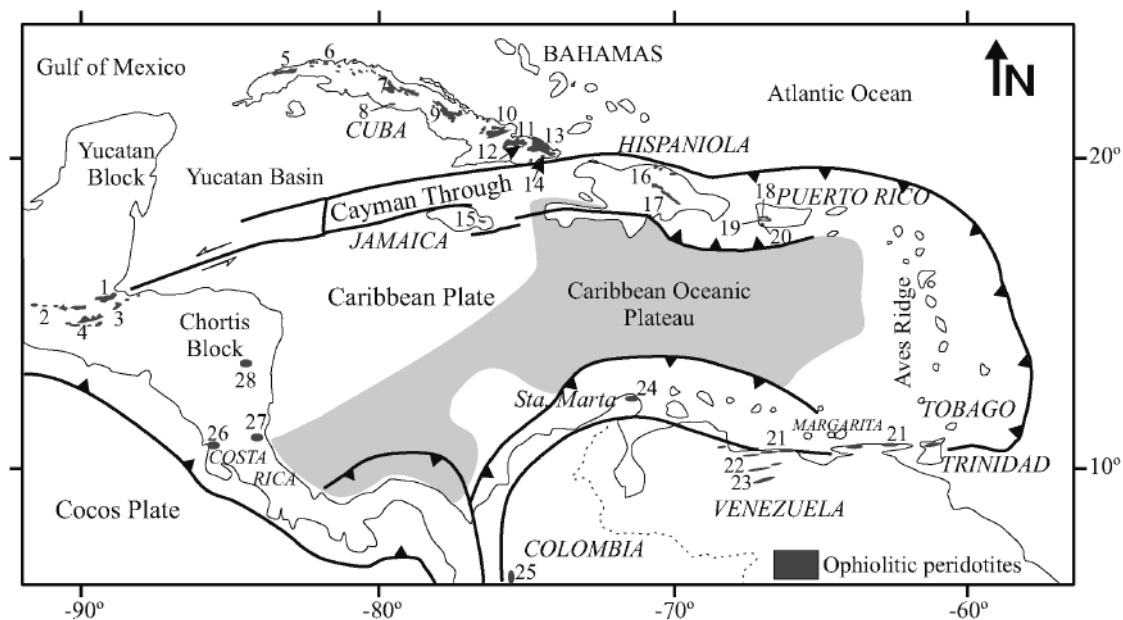 Gulf of Mexico
5
6
BAHAMAS
N
Atlantic Ocean
7
8
9
CUBA
10
11
12
13
14
HISPANIOLA
20º
Yucatan
Block
Yucatan Basin
Cayman Through
16
17
18
PUERTO RICO
19
20
15
JAMAICA
1
2
3
4
Caribbean Plate
Caribbean Oceanic
Plateau
Aves Ridge
Chortis
Block
28
Sta. Marta
24
TOBAGO
MARGARITA
26
27
COSTA
RICA
21
21
TRINIDAD
10º
22
23
VENEZUELA
Cocos Plate
COLOMBIA
25
Ophiolitic peridotites
-90º
-80º
-70º
-60º